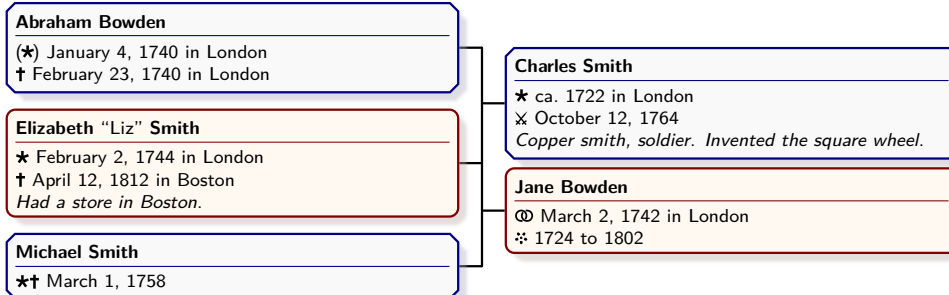 Abraham Bowden
(★) January 4, 1740 in London
† February 23, 1740 in London
Elizabeth “Liz” Smith
★ February 2, 1744 in London
† April 12, 1812 in Boston
Had a store in Boston.
Michael Smith
★† March 1, 1758
Charles Smith
★ ca. 1722 in London
⚔ October 12, 1764
Copper smith, soldier. Invented the square wheel.
Jane Bowden
⚭ March 2, 1742 in London
1724 to 1802